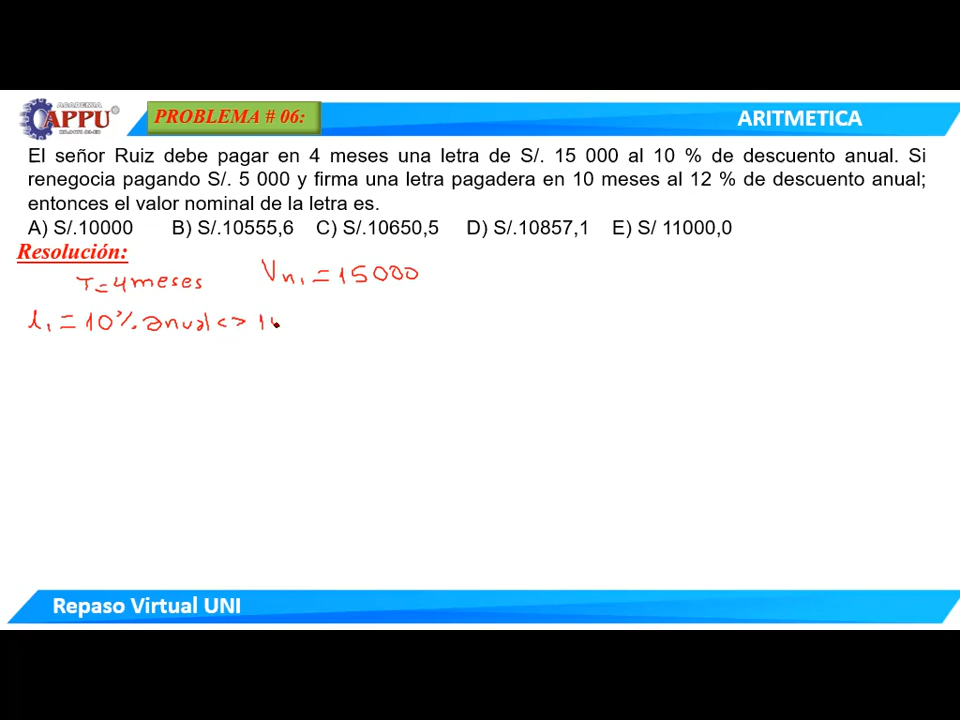 ACADEMIA
APPU
PROBLEMA # 06:
ARITMETICA
El señor Ruiz debe pagar en 4 meses una letra de S/. 15 000 al 10 % de descuento anual. Si
renegocia pagando S/. 5 000 y firma una letra pagadera en 10 meses al 12 % de descuento anual;
entonces el valor nominal de la letra es.
A) S/.10000 B) S/.10555,6 C) S/.10650,5 D) S/.10857,1 E) S/ 11000,0
Resolución:
T=4meses Vn1=15000
i1=10% anual<>
Repaso Virtual UNI